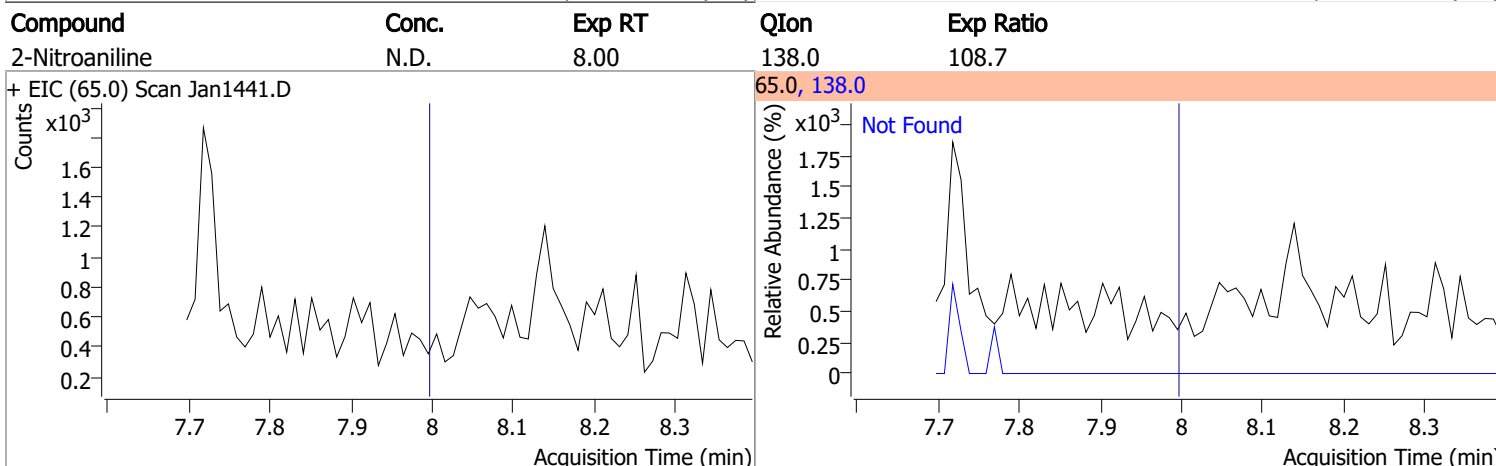 Compound Conc. Exp RT QIon Exp Ratio
2-Nitroaniline N.D. 8.00 138.0 108.7
+ EIC (65.0) Scan Jan1441.D
Counts
x10³
1.6
1.4
1.2
1
0.8
0.6
0.4
0.2
7.7 7.8 7.9 8 8.1 8.2 8.3
Acquisition Time (min)
65.0, 138.0
Relative Abundance (%)
x10³
Not Found
1.75
1.5
1.25
1
0.75
0.5
0.25
0
7.7 7.8 7.9 8 8.1 8.2 8.3
Acquisition Time (min)